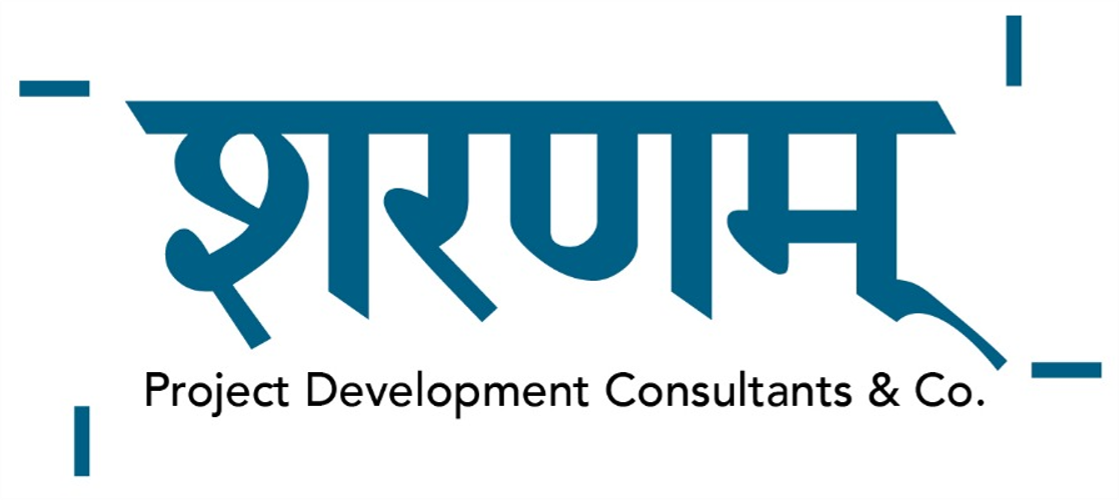 शरणम्
Project Development Consultants & Co.